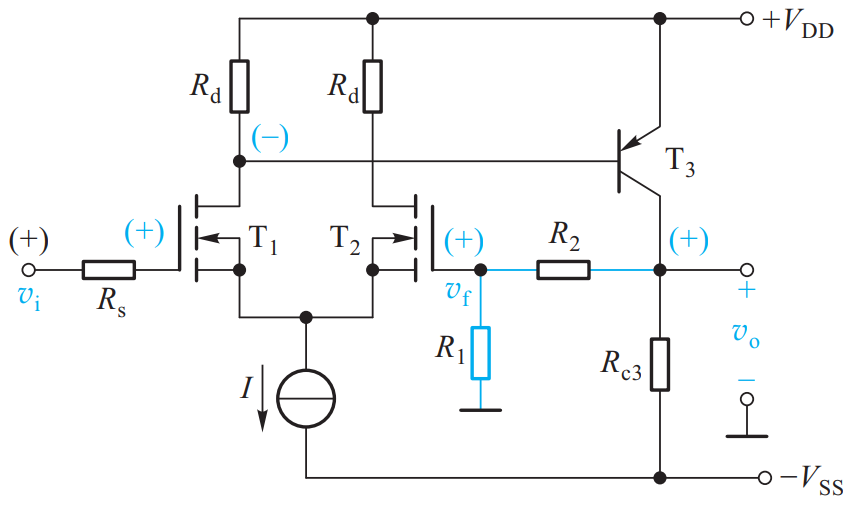 +V_DD
R_d
R_d
(−)
T_3
(+)
(+)
T_1
T_2
(+)
R_2
(+)
v_i
R_s
v_f
+
v_o
−
R_1
R_c3
I
−V_SS